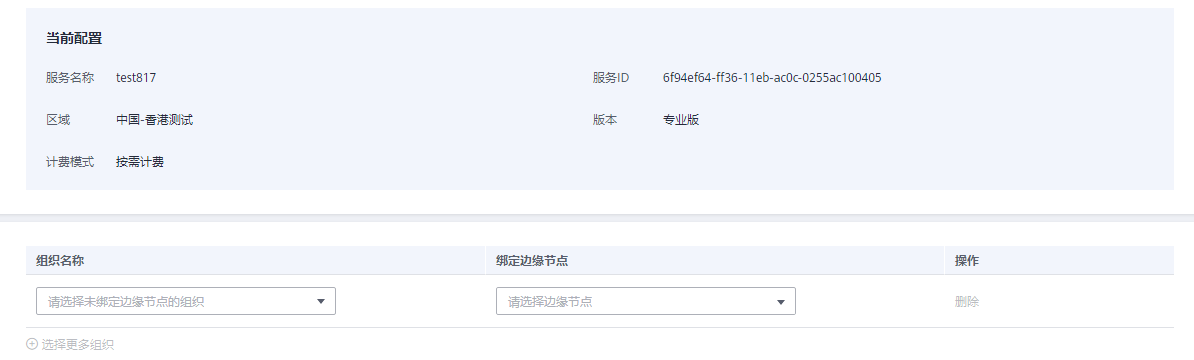 当前配置
服务名称 test817 服务ID 6f94ef64-ff36-11eb-ac0c-0255ac100405
区域 中国-香港测试 版本 专业版
计费模式 按需计费
组织名称 绑定边缘节点 操作
请选择未绑定边缘节点的组织 请选择边缘节点 删除
选择更多组织